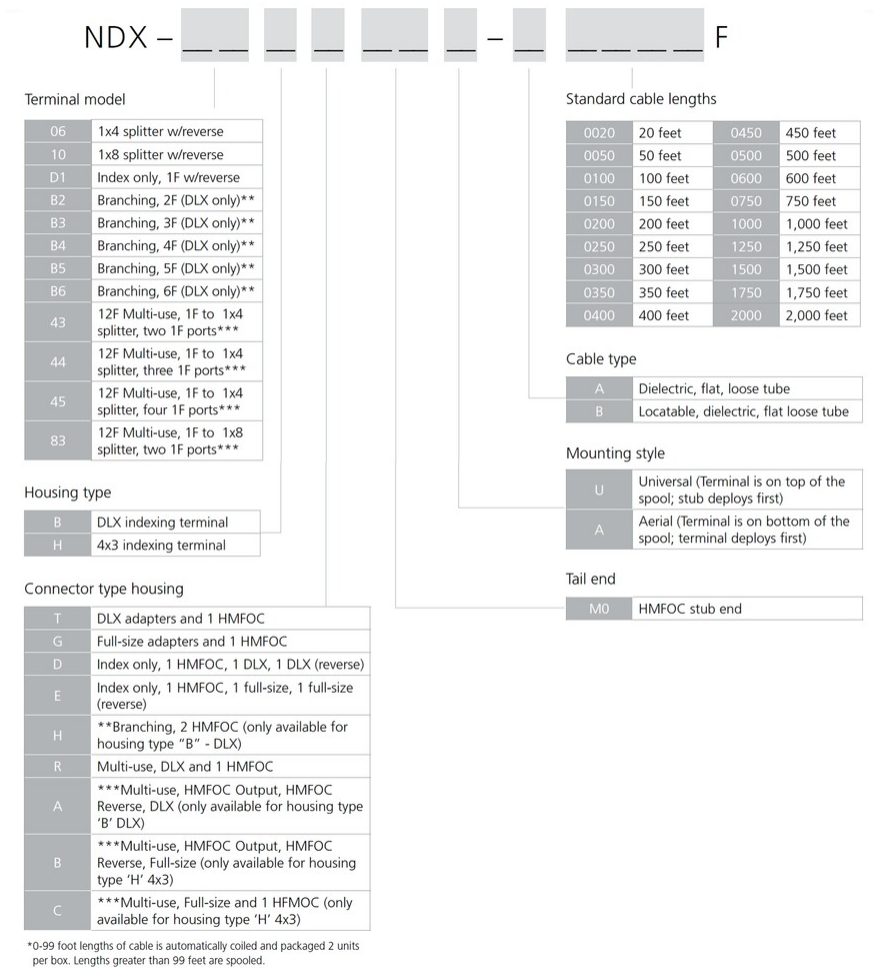 NDX – __ __ __ __ __ __ __ – __ __ __ __ __ F
Terminal model
06 1x4 splitter w/reverse
10 1x8 splitter w/reverse
D1 Index only, 1F w/reverse
B2 Branching, 2F (DLX only)**
B3 Branching, 3F (DLX only)**
B4 Branching, 4F (DLX only)**
B5 Branching, 5F (DLX only)**
B6 Branching, 6F (DLX only)**
43 12F Multi-use, 1F to 1x4
splitter, two 1F ports***
44 12F Multi-use, 1F to 1x4
splitter, three 1F ports***
45 12F Multi-use, 1F to 1x4
splitter, four 1F ports***
83 12F Multi-use, 1F to 1x8
splitter, two 1F ports***
Housing type
B DLX indexing terminal
H 4x3 indexing terminal
Connector type housing
T DLX adapters and 1 HMFOC
G Full-size adapters and 1 HMFOC
D Index only, 1 HMFOC, 1 DLX, 1 DLX (reverse)
E Index only, 1 HMFOC, 1 full-size, 1 full-size
(reverse)
H **Branching, 2 HMFOC (only available for
housing type “B” - DLX)
R Multi-use, DLX and 1 HMFOC
A ***Multi-use, HMFOC Output, HMFOC
Reverse, DLX (only available for housing type
‘B’ DLX)
B ***Multi-use, HMFOC Output, HMFOC
Reverse, Full-size (only available for housing
type ‘H’ 4x3)
C ***Multi-use, Full-size and 1 HFMOC (only
available for housing type ‘H’ 4x3)
*0-99 foot lengths of cable is automatically coiled and packaged 2 units
per box. Lengths greater than 99 feet are spooled.
Standard cable lengths
0020 20 feet 0450 450 feet
0050 50 feet 0500 500 feet
0100 100 feet 0600 600 feet
0150 150 feet 0750 750 feet
0200 200 feet 1000 1,000 feet
0250 250 feet 1250 1,250 feet
0300 300 feet 1500 1,500 feet
0350 350 feet 1750 1,750 feet
0400 400 feet 2000 2,000 feet
Cable type
A Dielectric, flat, loose tube
B Locatable, dielectric, flat loose tube
Mounting style
U Universal (Terminal is on top of the
spool; stub deploys first)
A Aerial (Terminal is on bottom of the
spool; terminal deploys first)
Tail end
M0 HMFOC stub end